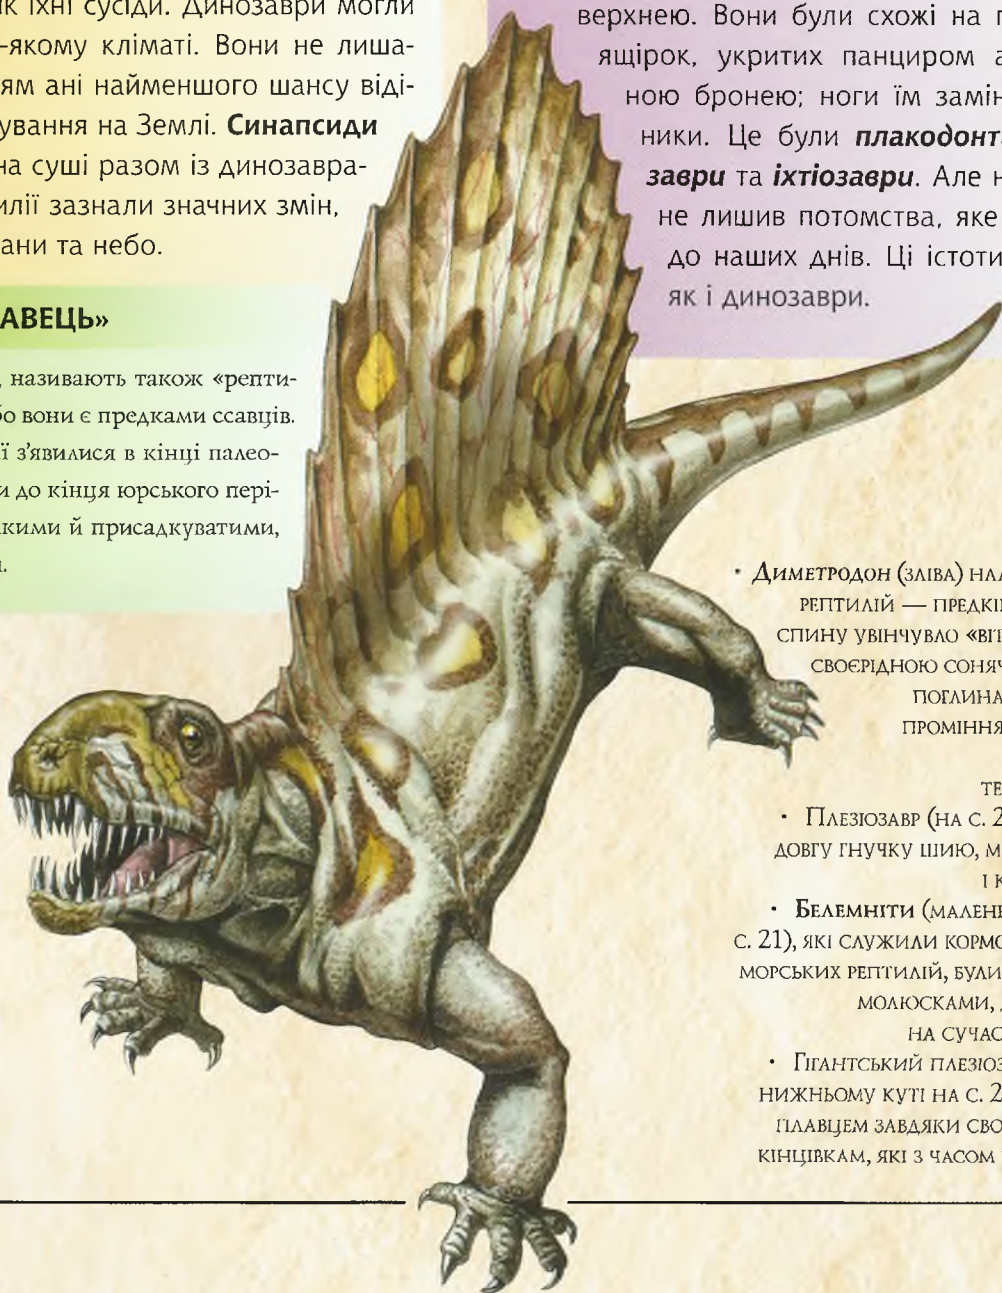 як їхні сусіди. Динозаври могли
-якому кліматі. Вони не лиша-
ям ані найменшого шансу віді-
ування на Землі. Синапсиди
на суші разом із динозавра-
илії зазнали значних змін,
ани та небо.
АВЕЦЬ»
, називають також «репти-
бо вони є предками ссавців.
ї з'явилися в кінці палео-
и до кінця юрського пері-
кими й присадкуватими,
верхнею. Вони були схожі на
ящірок, укритих панциром
ною бронею; ноги їм замін
ники. Це були плакодонт
заври та іхтіозаври. Але
не лишив потомства, яке
до наших днів. Ці істоти
як і динозаври.
• Диметродон (зліва)
рептилій — предкі
спину увінчувало «віт
своєрідною соняч
поглина
проміння
те
• Плезіозавр (на с. 2
довгу гнучку шию, м
і к
• Белемніти (мален
с. 21), які служили кормо
морських рептилій, були
молюсками,
на сучас
• Гігантський плезіоз
нижньому куті на с. 2
плавцем завдяки сво
кінцівкам, які з часом